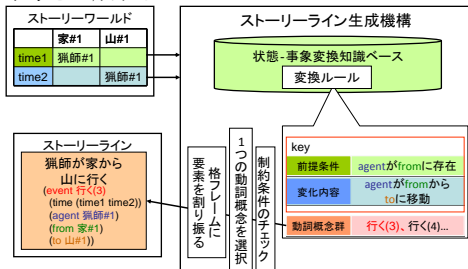 ストーリーワールド
家#1 山#1
time1 猟師#1
time2 猟師#1
ストーリーライン生成機構
状態-事象変換知識ベース
変換ルール
key
前提条件 agentがfromに存在
変化内容 agentがfromから
toに移動
動詞概念群 行く(3)、行く(4)...
制約条件のチェック
1つの動詞概念を選択
格フレームに
要素を割り振る
ストーリーライン
猟師が家から
山に行く
(event 行く(3)
(time (time1 time2))
(agent 猟師#1)
(from 家#1)
(to 山#1))